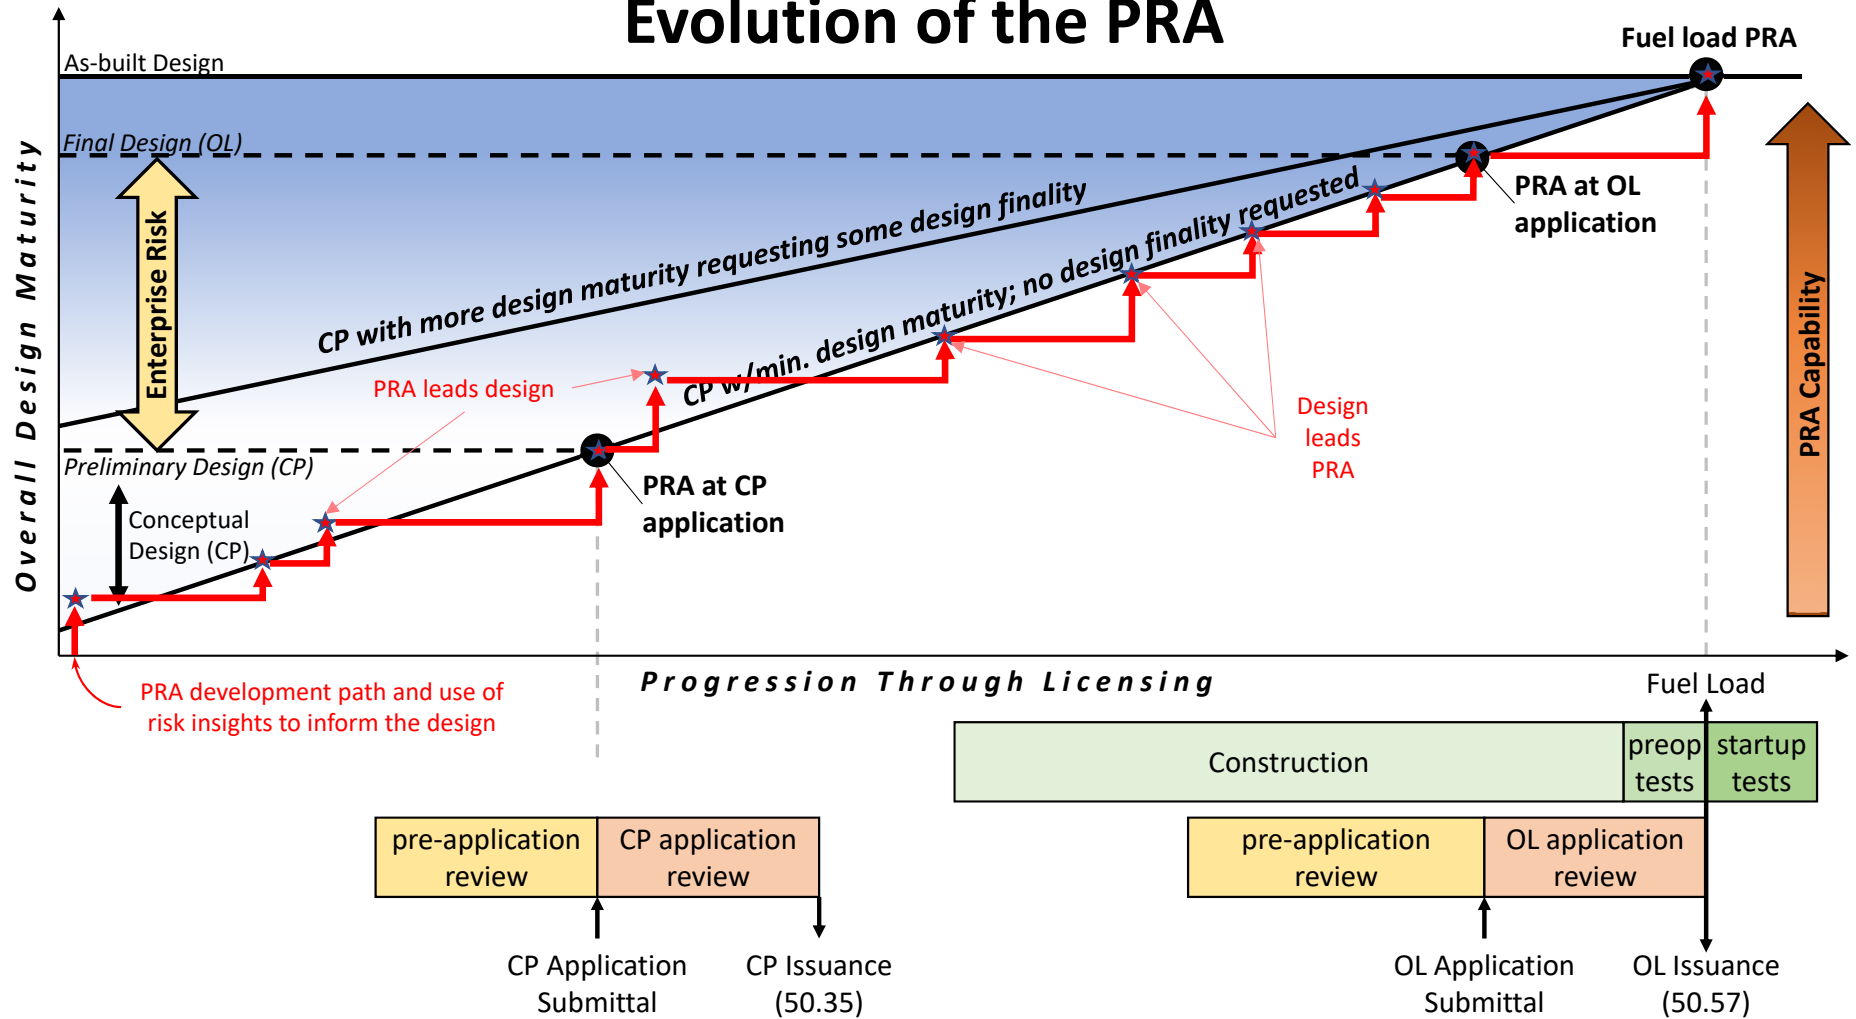 Evolution of the PRA
Fuel load PRA
As-built Design
Final Design (OL)
Overall Design Maturity
Enterprise Risk
CP with more design maturity requesting some design finality
CP w/min. design maturity; no design finality requested
PRA at OL
application
PRA Capability
PRA leads design
Design
leads
PRA
Preliminary Design (CP)
PRA at CP
application
Conceptual
Design (CP)
Progression Through Licensing
PRA development path and use of
risk insights to inform the design
Fuel Load
Construction
preop
tests
startup
tests
pre-application
review
CP application
review
pre-application
review
OL application
review
CP Application
Submittal
CP Issuance
(50.35)
OL Application
Submittal
OL Issuance
(50.57)